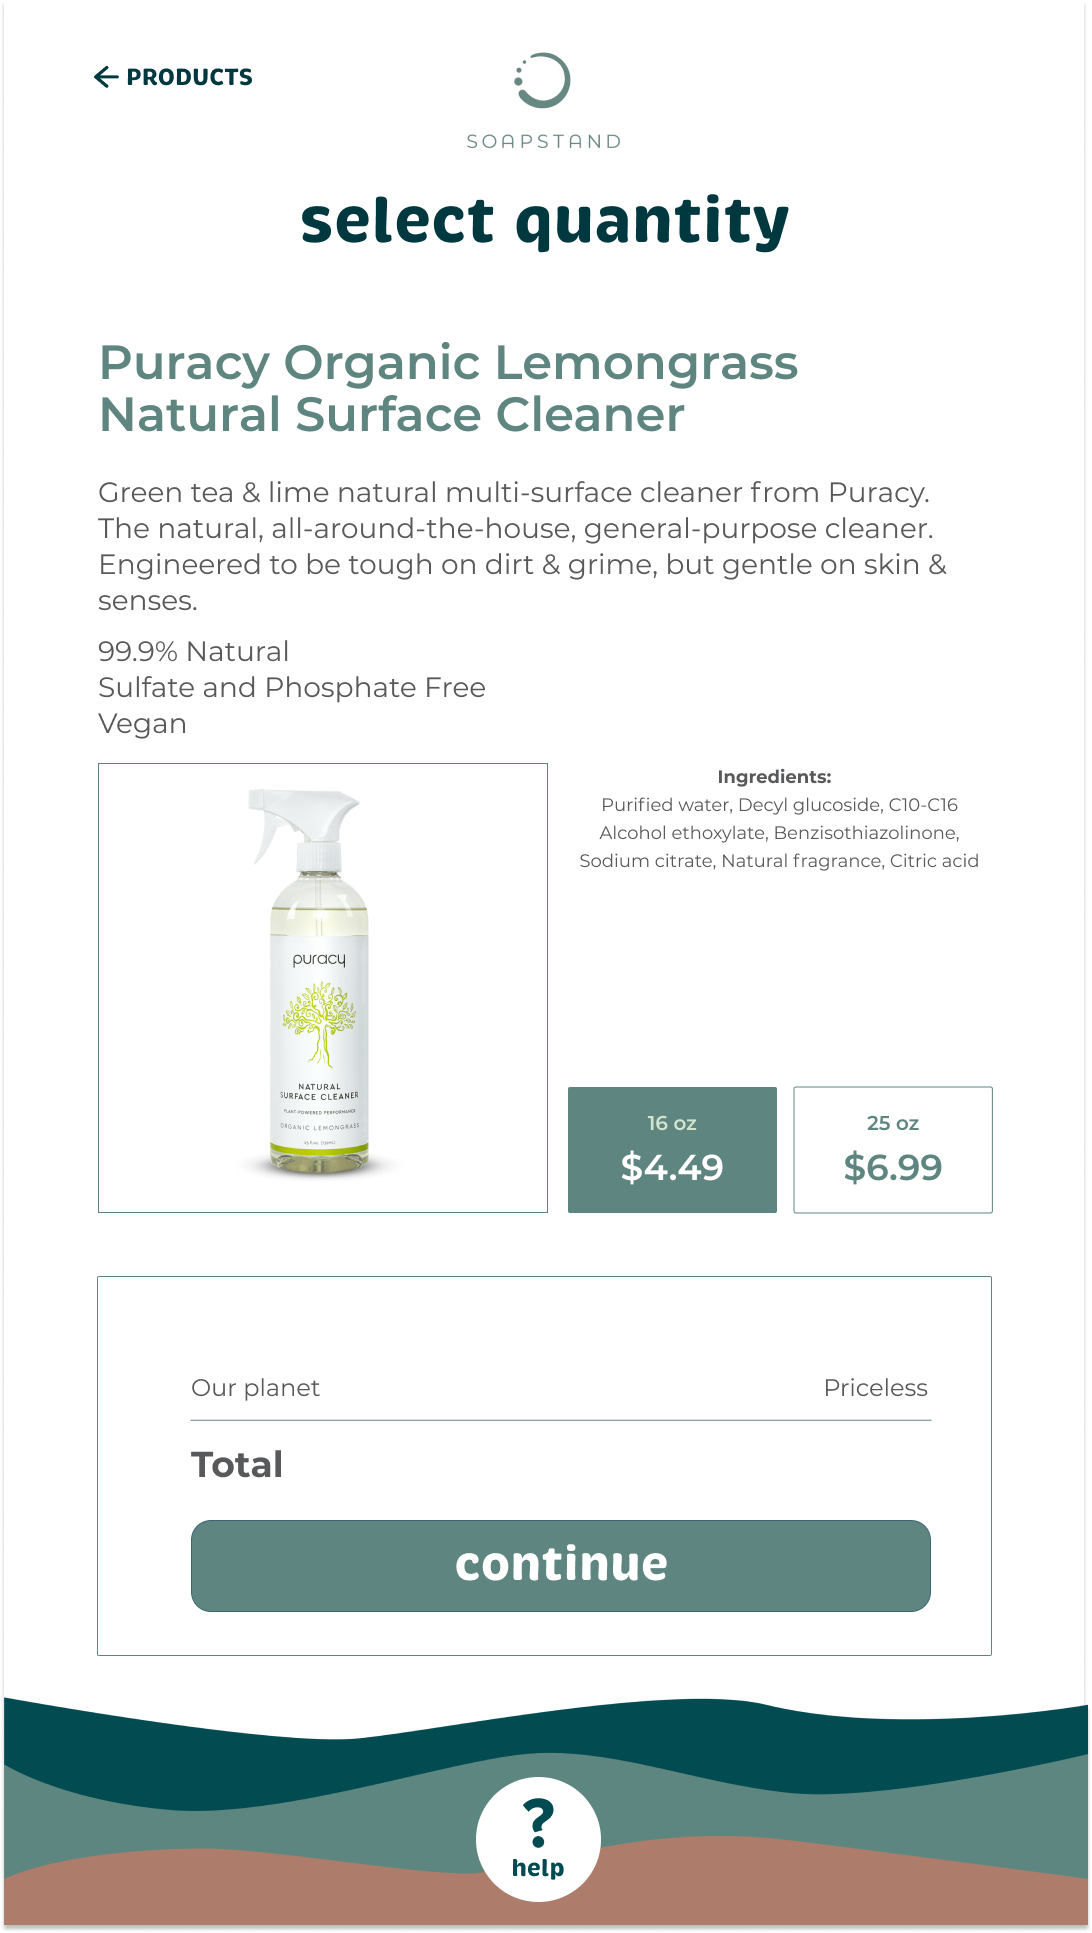 ← PRODUCTS
SOAPSTAND
select quantity
Puracy Organic Lemongrass
Natural Surface Cleaner
Green tea & lime natural multi-surface cleaner from Puracy.
The natural, all-around-the-house, general-purpose cleaner.
Engineered to be tough on dirt & grime, but gentle on skin &
senses.
99.9% Natural
Sulfate and Phosphate Free
Vegan
Ingredients:
Purified water, Decyl glucoside, C10-C16
Alcohol ethoxylate, Benzisothiazolinone,
Sodium citrate, Natural fragrance, Citric acid
puracy
NATURAL
SURFACE CLEANER
PLANT-POWERED PERFORMANCE
ORGANIC LEMONGRASS
16 oz
$4.49
25 oz
$6.99
Our planet Priceless
Total
continue
?
help